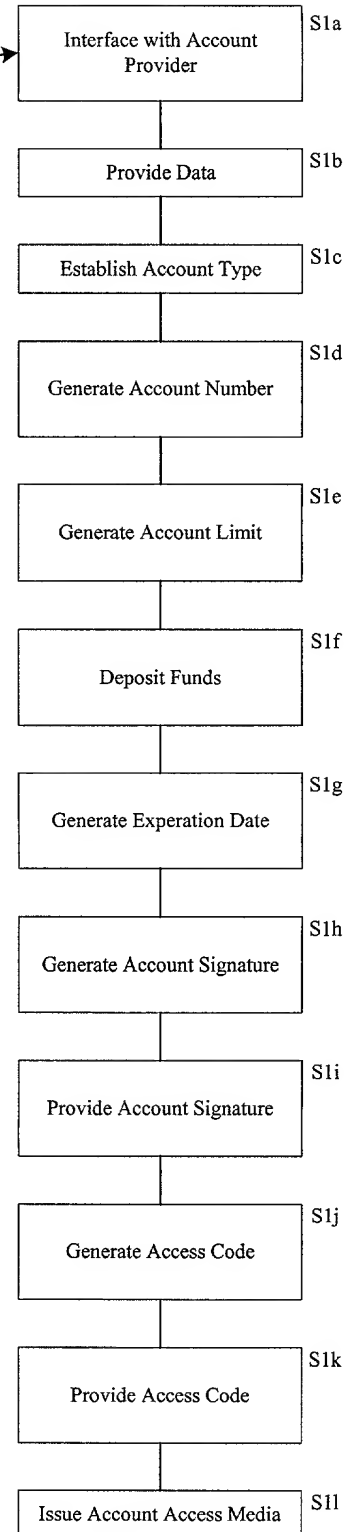 S1a
Interface with Account
Provider
S1b
Provide Data
S1c
Establish Account Type
S1d
Generate Account Number
S1e
Generate Account Limit
S1f
Deposit Funds
S1g
Generate Experation Date
S1h
Generate Account Signature
S1i
Provide Account Signature
S1j
Generate Access Code
S1k
Provide Access Code
S1l
Issue Account Access Media